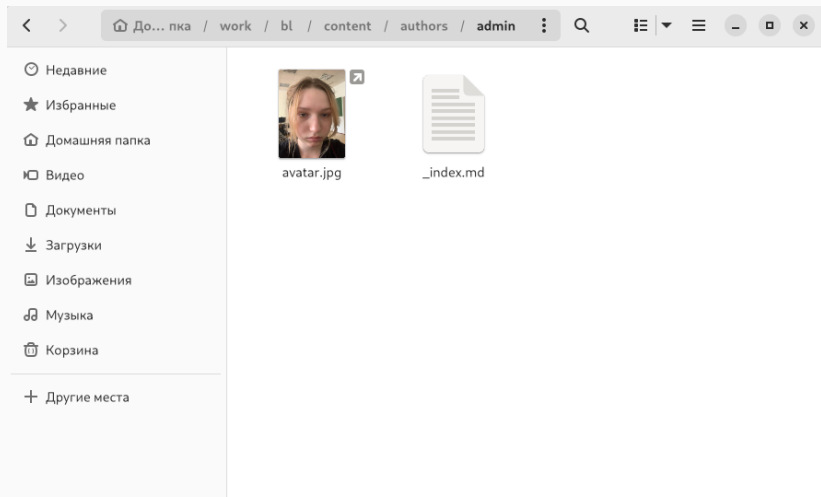 До... пка / work / bl / content / authors / admin
Недавние
Избранные
Домашняя папка
Видео
Документы
Загрузки
Изображения
Музыка
Корзина
Другие места
avatar.jpg
_index.md